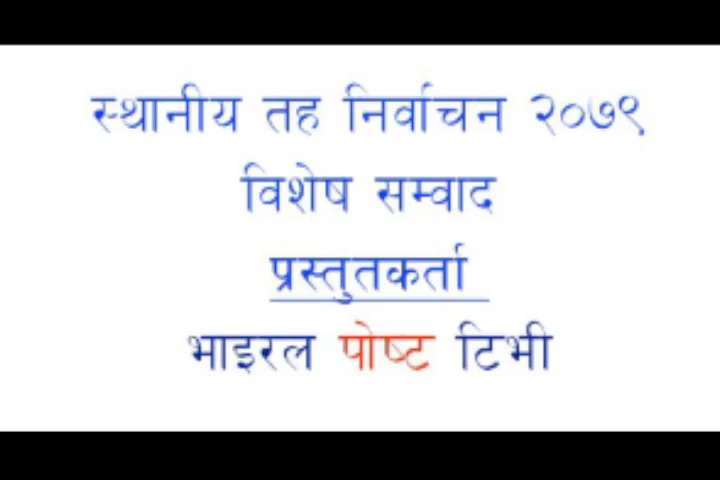 स्थानीय तह निर्वाचन २०७९
विशेष सम्वाद
प्रस्तुतकर्ता
भाइरल पोष्ट टिभी